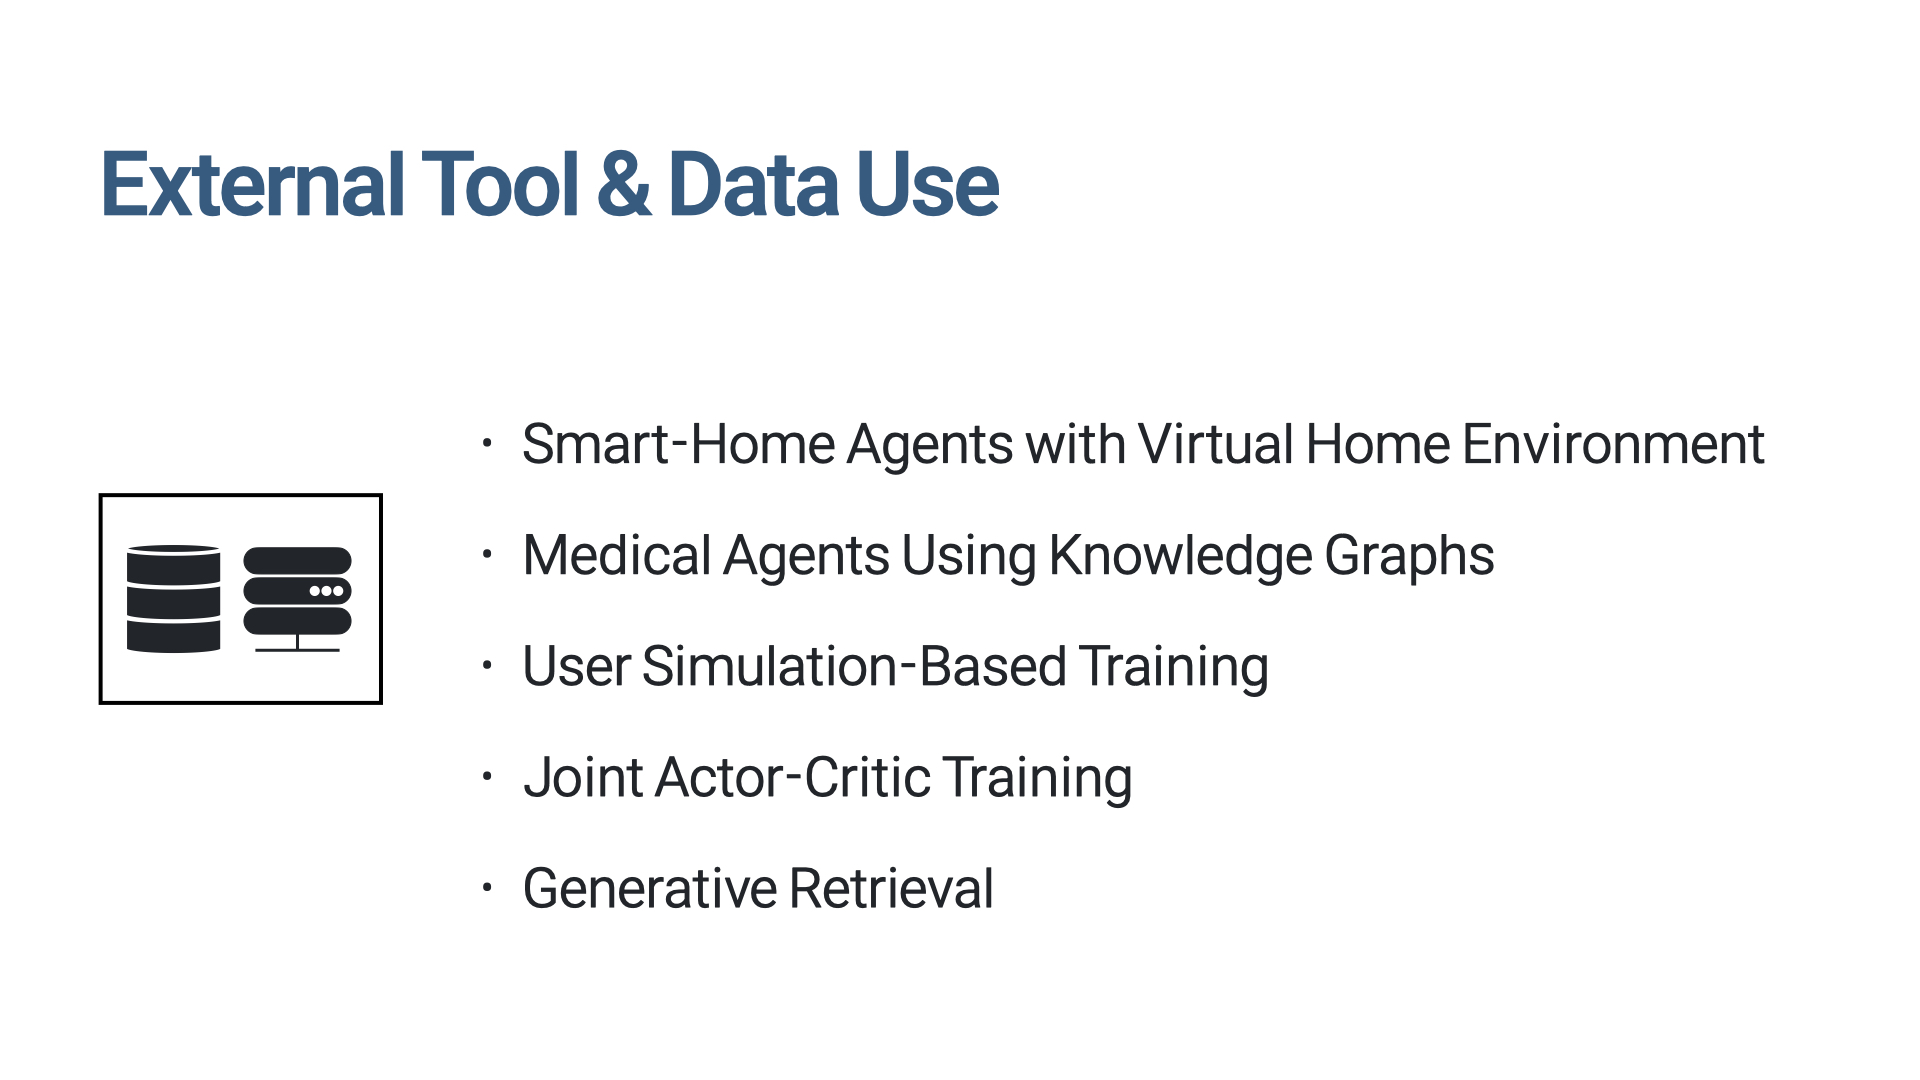 External Tool & Data Use
· Smart-Home Agents with Virtual Home Environment
· Medical Agents Using Knowledge Graphs
· User Simulation-Based Training
· Joint Actor-Critic Training
· Generative Retrieval